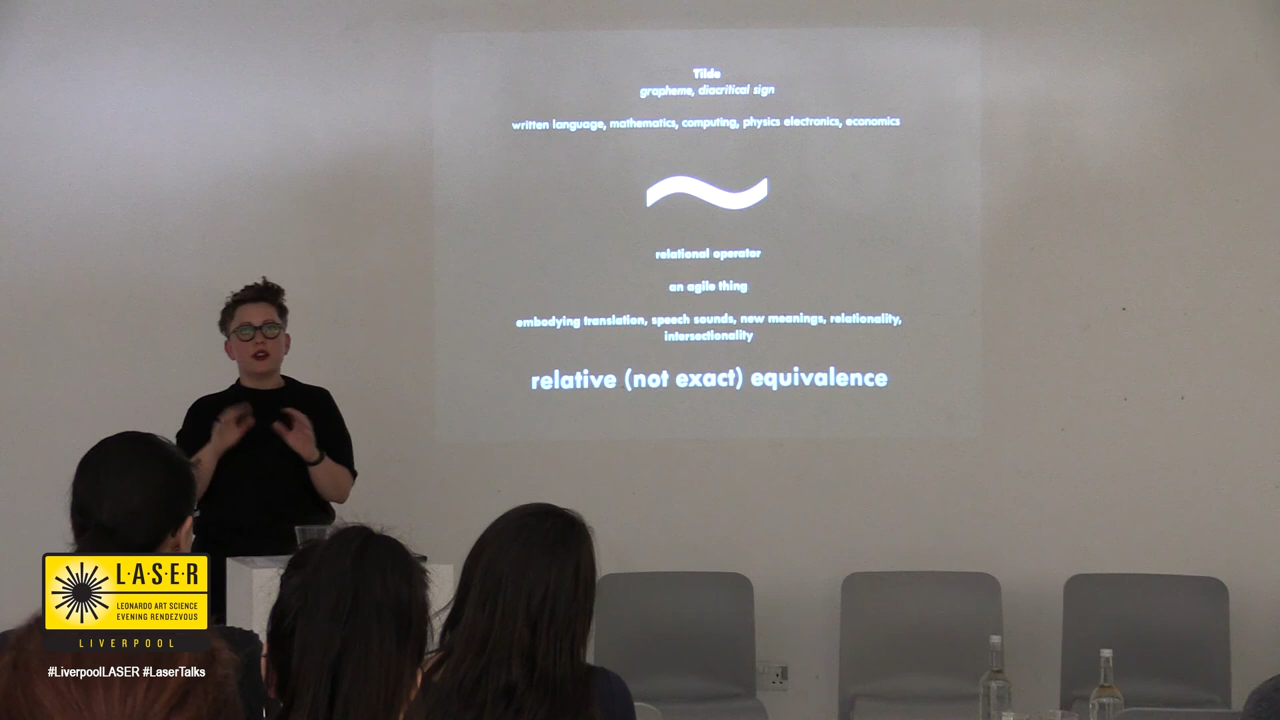 Tilde
grapheme, diacritical sign
written language, mathematics, computing, physics electronics, economics
~
relational operator
an agile thing
embodying translation, speech sounds, new meanings, relationality,
intersectionality
relative (not exact) equivalence
L·A·S·E·R
LEONARDO ART SCIENCE
EVENING RENDEZVOUS
LIVERPOOL
#LiverpoolLASER #LaserTalks